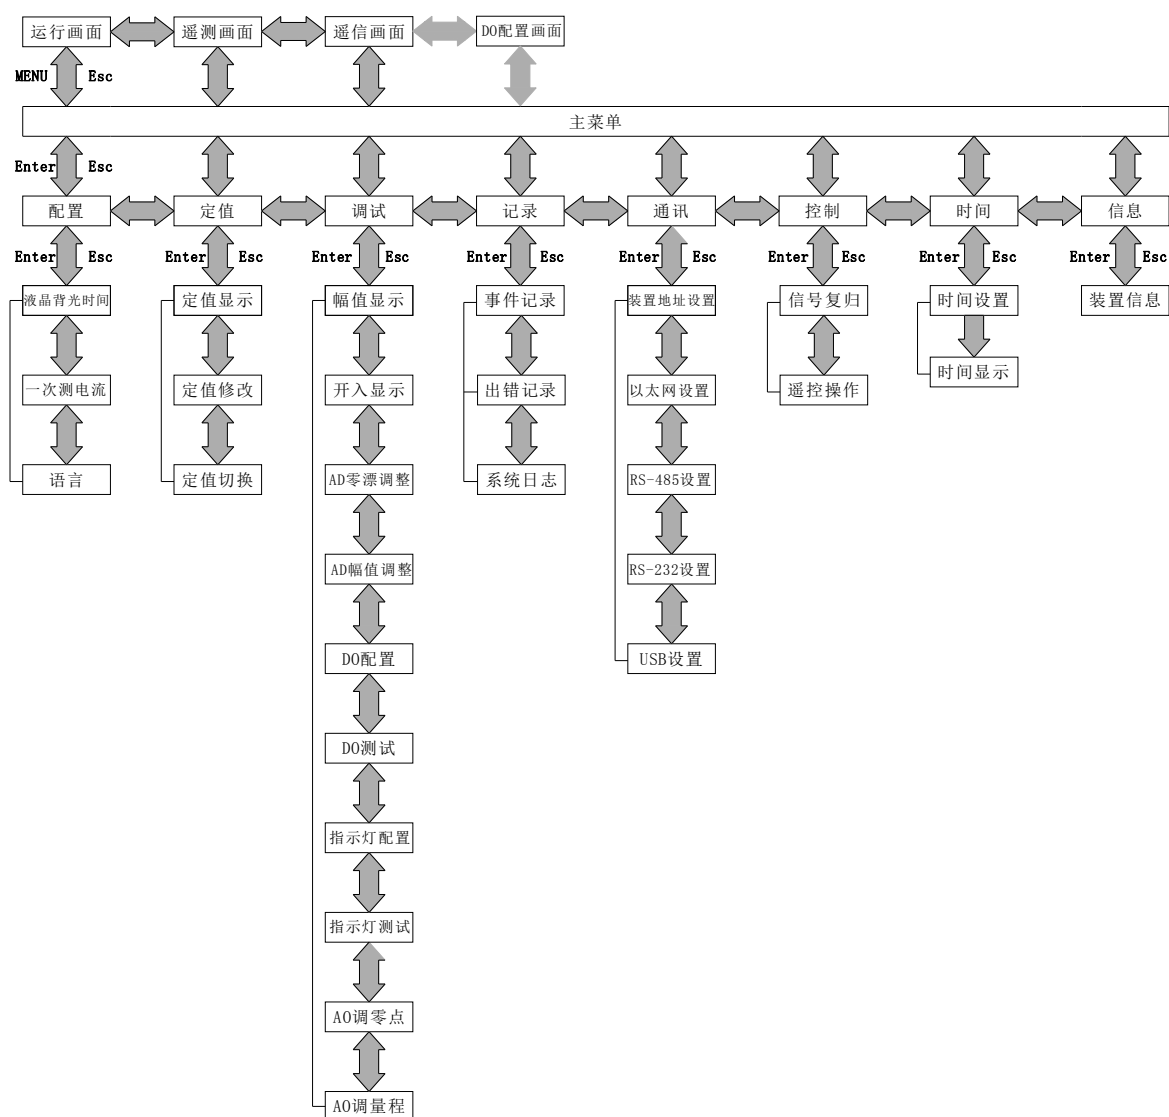 运行画面 遥测画面 遥信画面 DO配置画面
MENU Esc
主菜单
Enter Esc
配置 定值 调试 记录 通讯 控制 时间 信息
Enter Esc Enter Esc Enter Esc Enter Esc Enter Esc Enter Esc Enter Esc Enter Esc
液晶背光时间 定值显示 幅值显示 事件记录 装置地址设置 信号复归 时间设置 装置信息
时间显示
一次测电流 定值修改 开入显示 出错记录 以太网设置 遥控操作
语言 定值切换 AD零漂调整 系统日志 RS-485设置
AD幅值调整 RS-232设置
DO配置 USB设置
DO测试
指示灯配置
指示灯测试
AO调零点
AO调量程